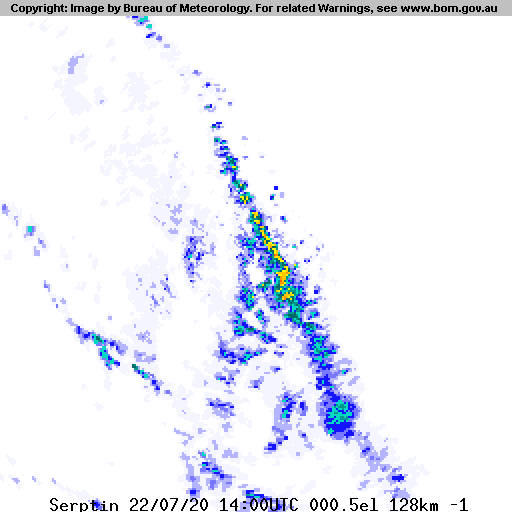 Copyright: Image by Bureau of Meteorology. For related Warnings, see www.bom.gov.au
Serptin 22/07/20 14:00UTC 000.5el 128km -1